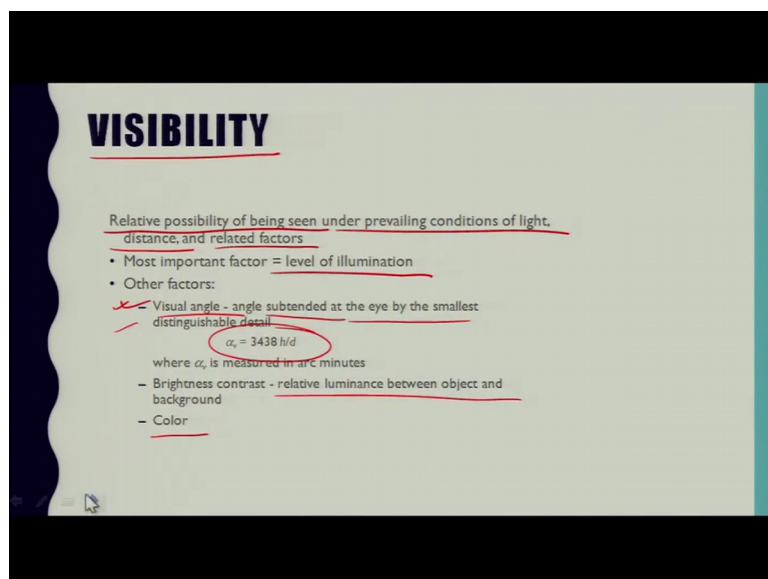 VISIBILITY
Relative possibility of being seen under prevailing conditions of light,
distance, and related factors
• Most important factor = level of illumination
• Other factors:
– Visual angle - angle subtended at the eye by the smallest
distinguishable detail
αᵥ = 3438 h/d
where αᵥ is measured in arc minutes
– Brightness contrast - relative luminance between object and
background
– Color